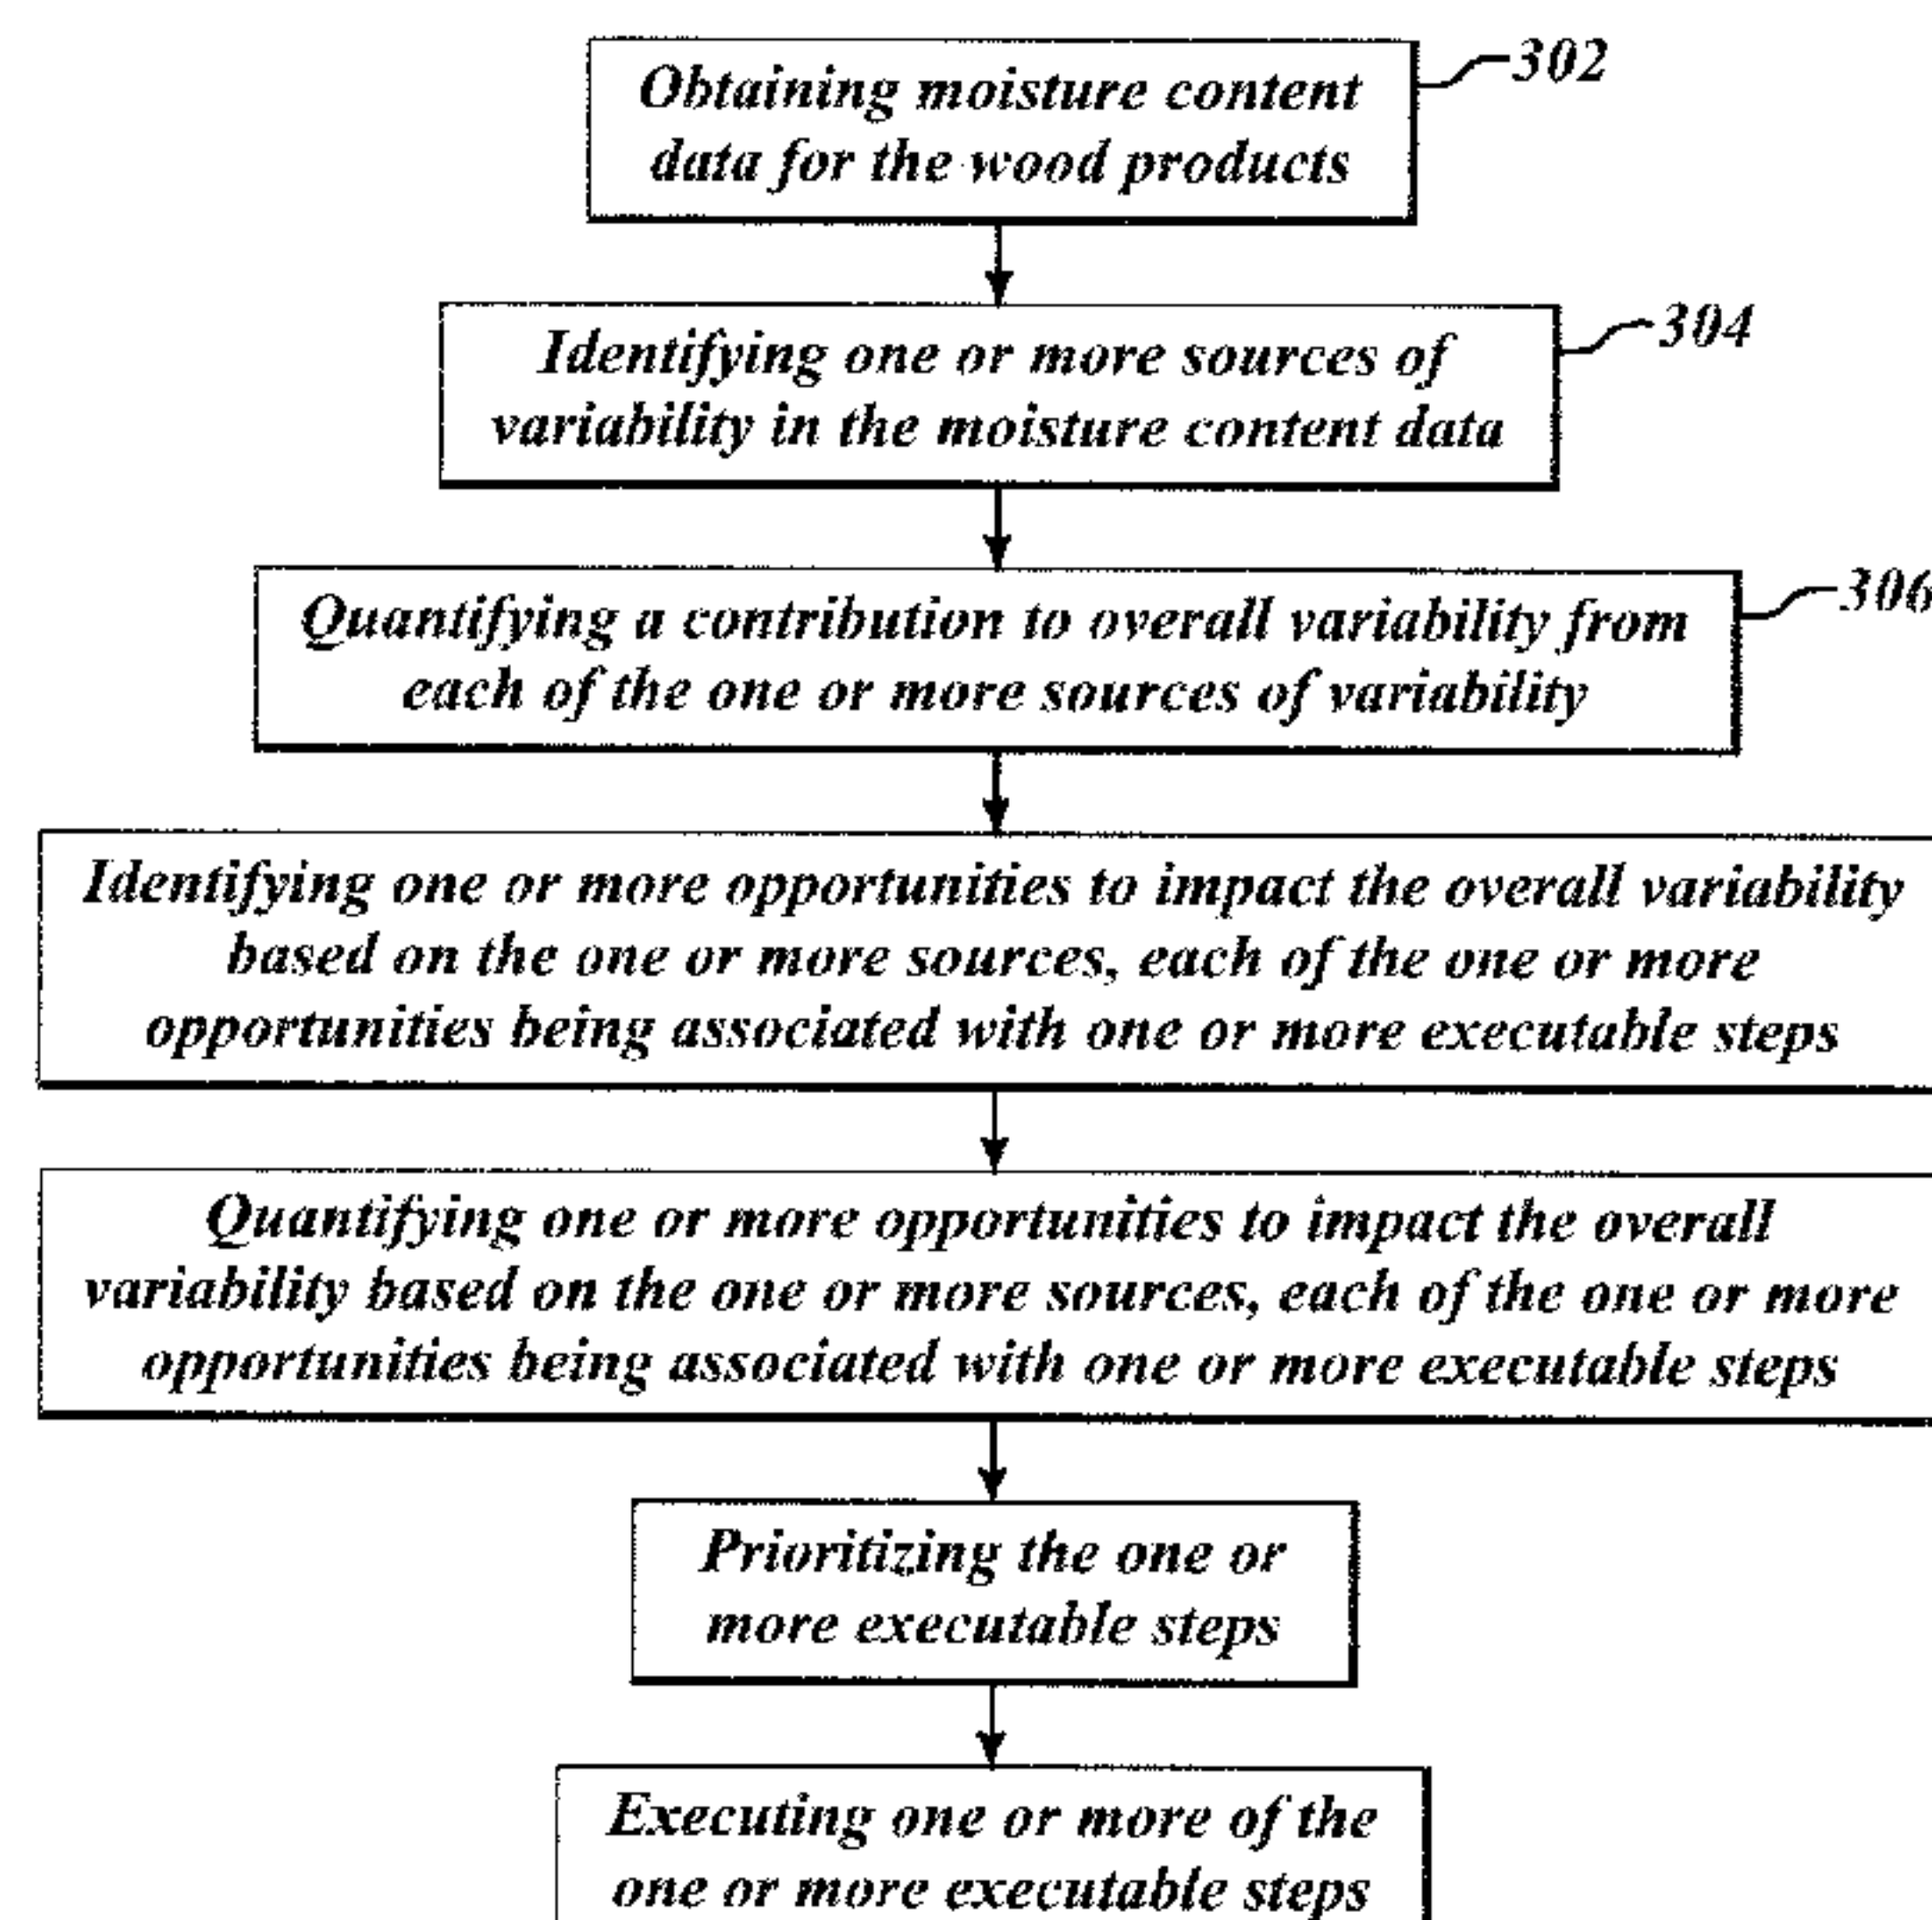 Obtaining moisture content
data for the wood products
302
Identifying one or more sources of
variability in the moisture content data
304
Quantifying a contribution to overall variability from
each of the one or more sources of variability
306
Identifying one or more opportunities to impact the overall variability
based on the one or more sources, each of the one or more
opportunities being associated with one or more executable steps
Quantifying one or more opportunities to impact the overall
variability based on the one or more sources, each of the one or more
opportunities being associated with one or more executable steps
Prioritizing the one or
more executable steps
Executing one or more of the
one or more executable steps